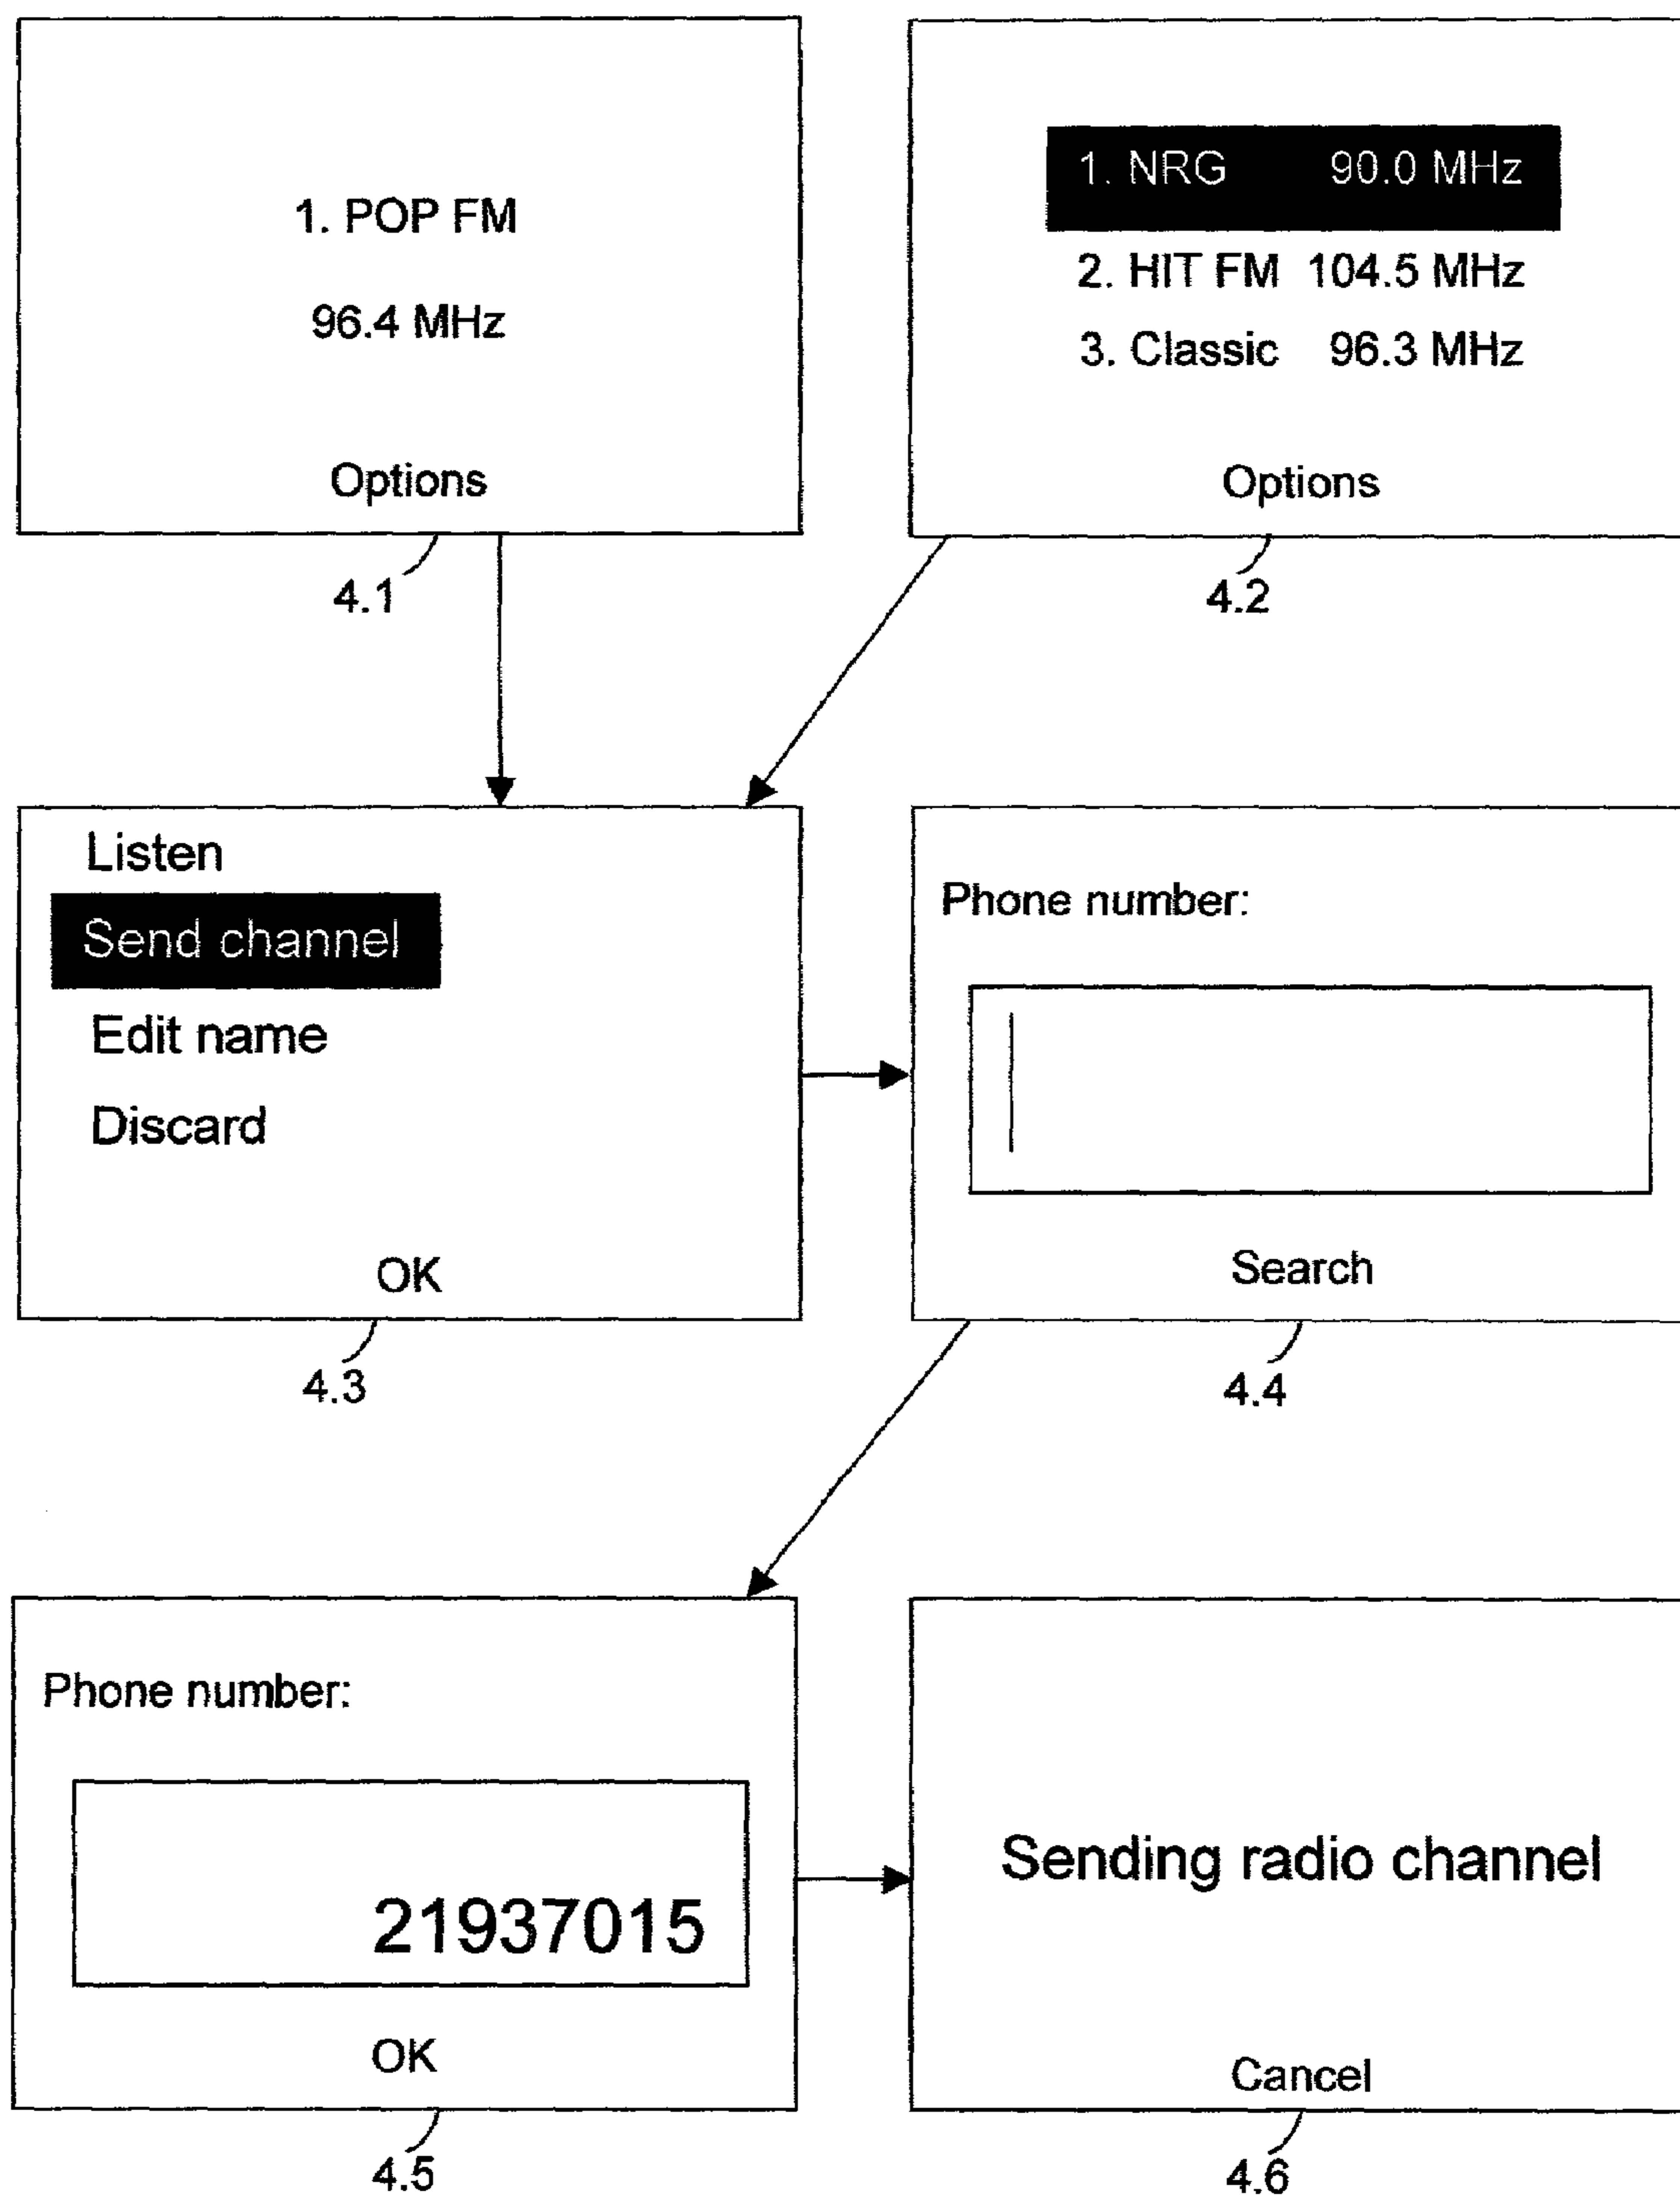 1. POP FM
96.4 MHz
Options
4.1
1. NRG 90.0 MHz
2. HIT FM 104.5 MHz
3. Classic 96.3 MHz
Options
4.2
Listen
Send channel
Edit name
Discard
OK
4.3
Phone number:
Search
4.4
Phone number:
21937015
OK
4.5
Sending radio channel
Cancel
4.6